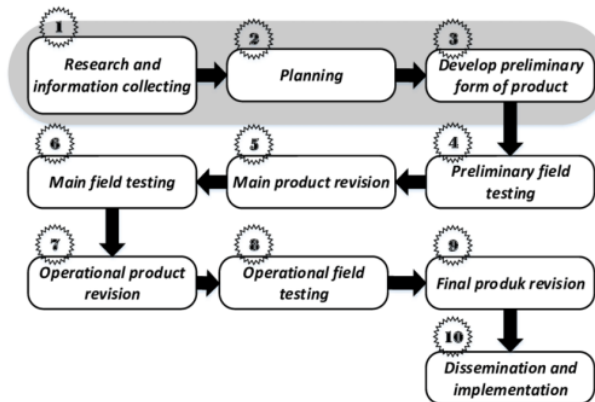 1
Research and
information collecting
2
Planning
3
Develop preliminary
form of product
4
Preliminary field
testing
5
Main product revision
6
Main field testing
7
Operational product
revision
8
Operational field
testing
9
Final produk revision
10
Dissemination and
implementation